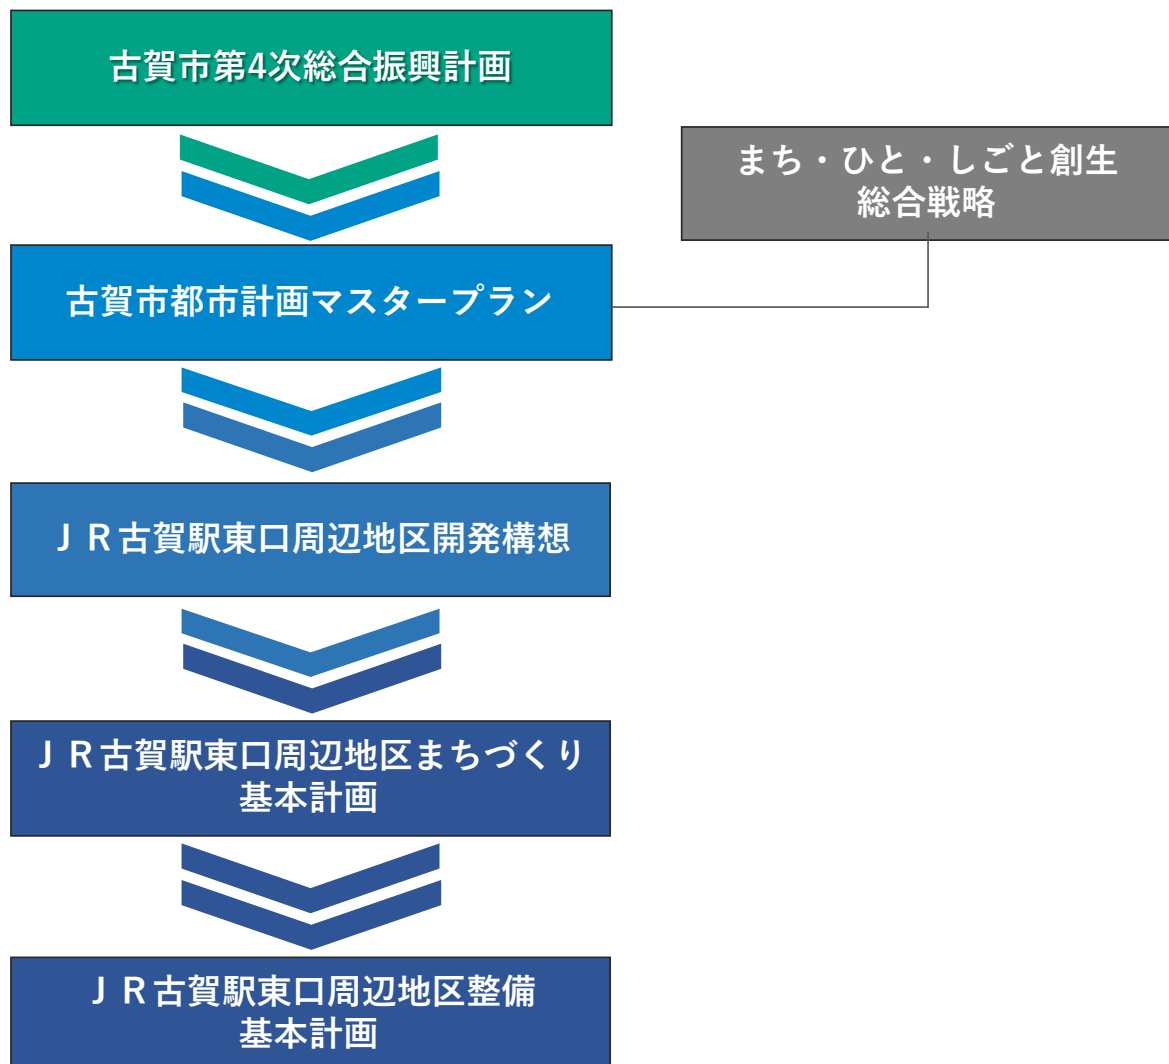 古賀市第4次総合振興計画
まち・ひと・しごと創生
総合戦略
古賀市都市計画マスタープラン
ＪＲ古賀駅東口周辺地区開発構想
ＪＲ古賀駅東口周辺地区まちづくり
基本計画
ＪＲ古賀駅東口周辺地区整備
基本計画